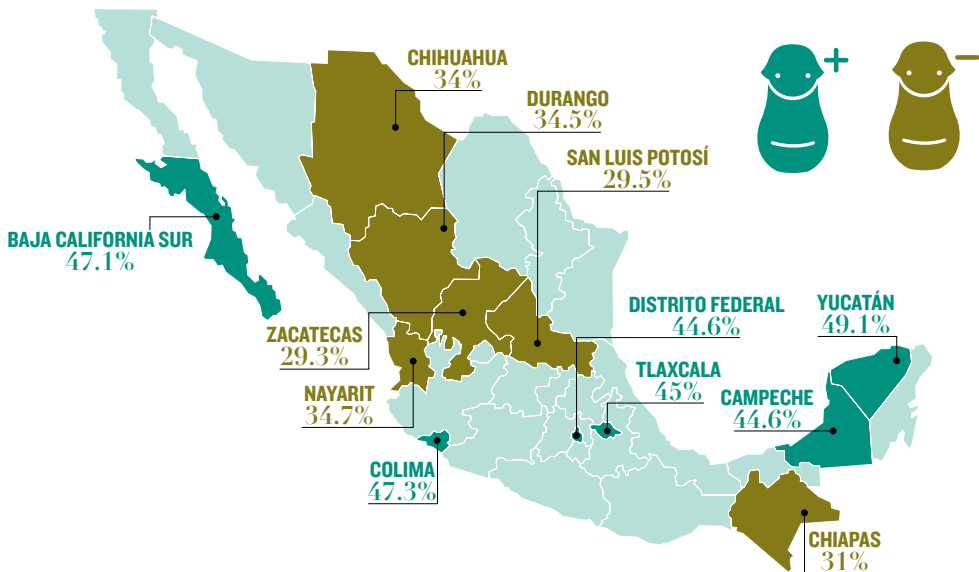 CHIHUAHUA
34%
DURANGO
34.5%
SAN LUIS POTOSÍ
29.5%
BAJA CALIFORNIA SUR
47.1%
DISTRITO FEDERAL
44.6%
YUCATÁN
49.1%
ZACATECAS
29.3%
TLAXCALA
45%
CAMPECHE
44.6%
NAYARIT
34.7%
COLIMA
47.3%
CHIAPAS
31%